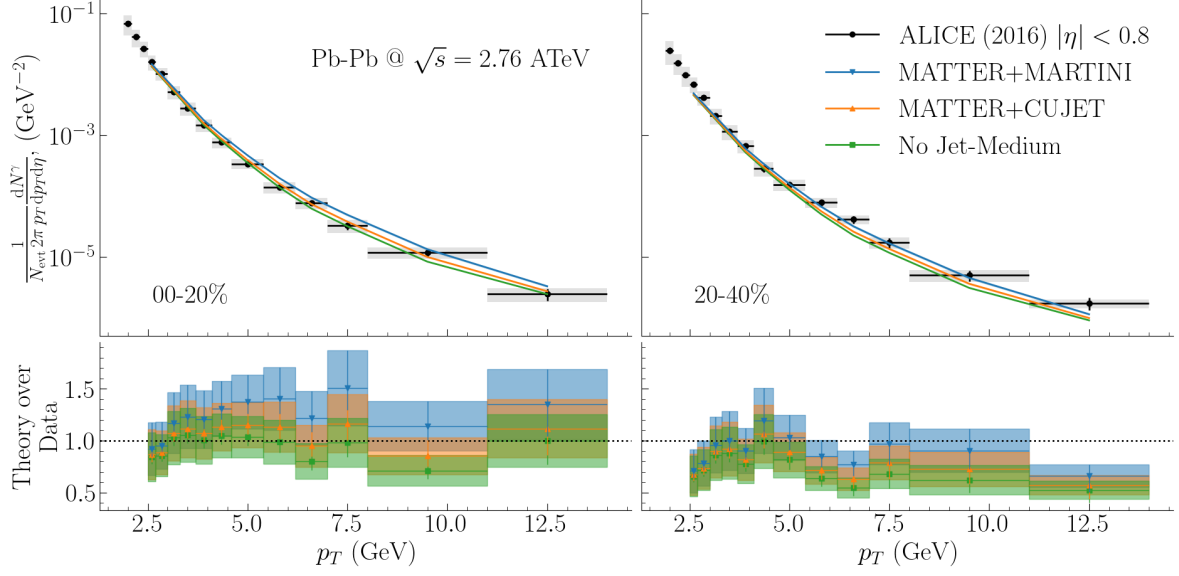 10⁻¹
10⁻³
10⁻⁵
1/N_evt 1/2π p_T dN^γ/dp_T dη, (GeV⁻²)
Pb-Pb @ √s = 2.76 ATeV
00-20%
ALICE (2016) |η| < 0.8
MATTER+MARTINI
MATTER+CUJET
No Jet-Medium
20-40%
Theory over
Data
1.5
1.0
0.5
2.5 5.0 7.5 10.0 12.5
p_T (GeV)
2.5 5.0 7.5 10.0 12.5
p_T (GeV)